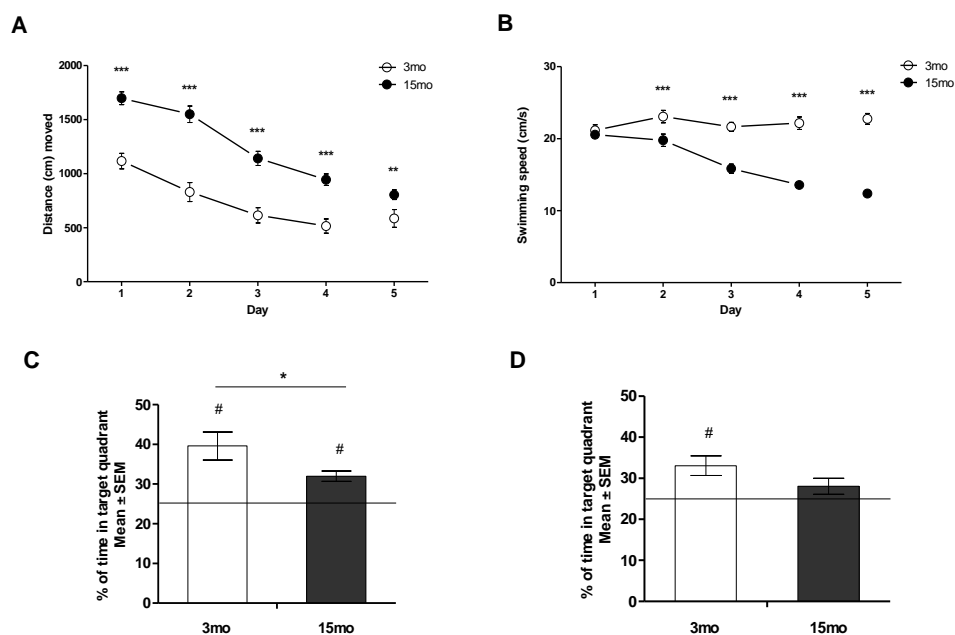 A
3mo
15mo
Distance (cm) moved
2000
1500
1000
500
0
***
***
***
***
**
1 2 3 4 5
Day
B
3mo
15mo
Swimming speed (cm/s)
30
20
10
0
***
***
***
***
1 2 3 4 5
Day
C
% of time in target quadrant
Mean ± SEM
50
40
30
20
10
0
*
#
#
3mo 15mo
D
% of time in target quadrant
Mean ± SEM
50
40
30
20
10
0
#
3mo 15mo